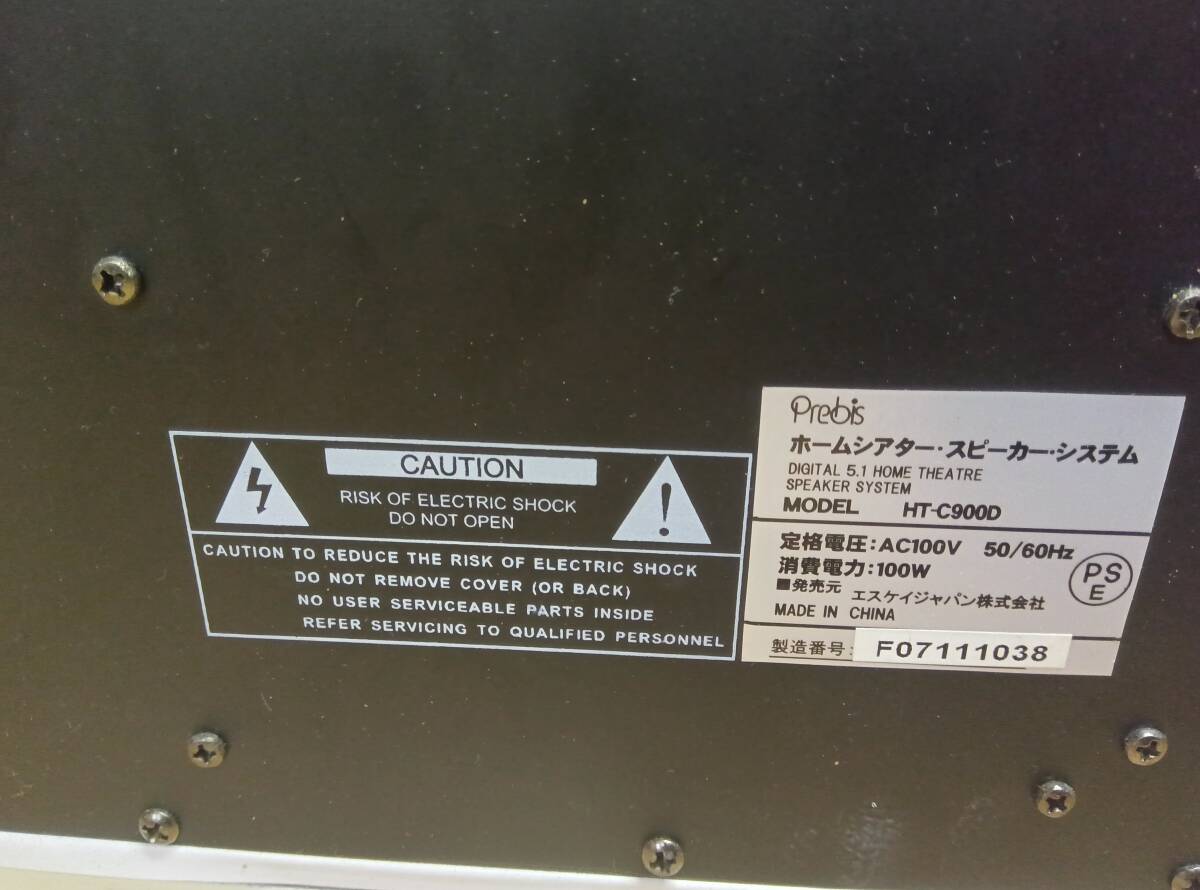 CAUTION
RISK OF ELECTRIC SHOCK
DO NOT OPEN
CAUTION TO REDUCE THE RISK OF ELECTRIC SHOCK
DO NOT REMOVE COVER (OR BACK)
NO USER SERVICEABLE PARTS INSIDE
REFER SERVICING TO QUALIFIED PERSONNEL
Prebis
ホームシアター・スピーカー・システム
DIGITAL 5.1 HOME THEATRE
SPEAKER SYSTEM
MODEL HT-C900D
定格電圧:AC100V 50/60Hz
消費電力:100W
■発売元 エスケイジャパン株式会社
MADE IN CHINA
PS
E
製造番号: F07111038